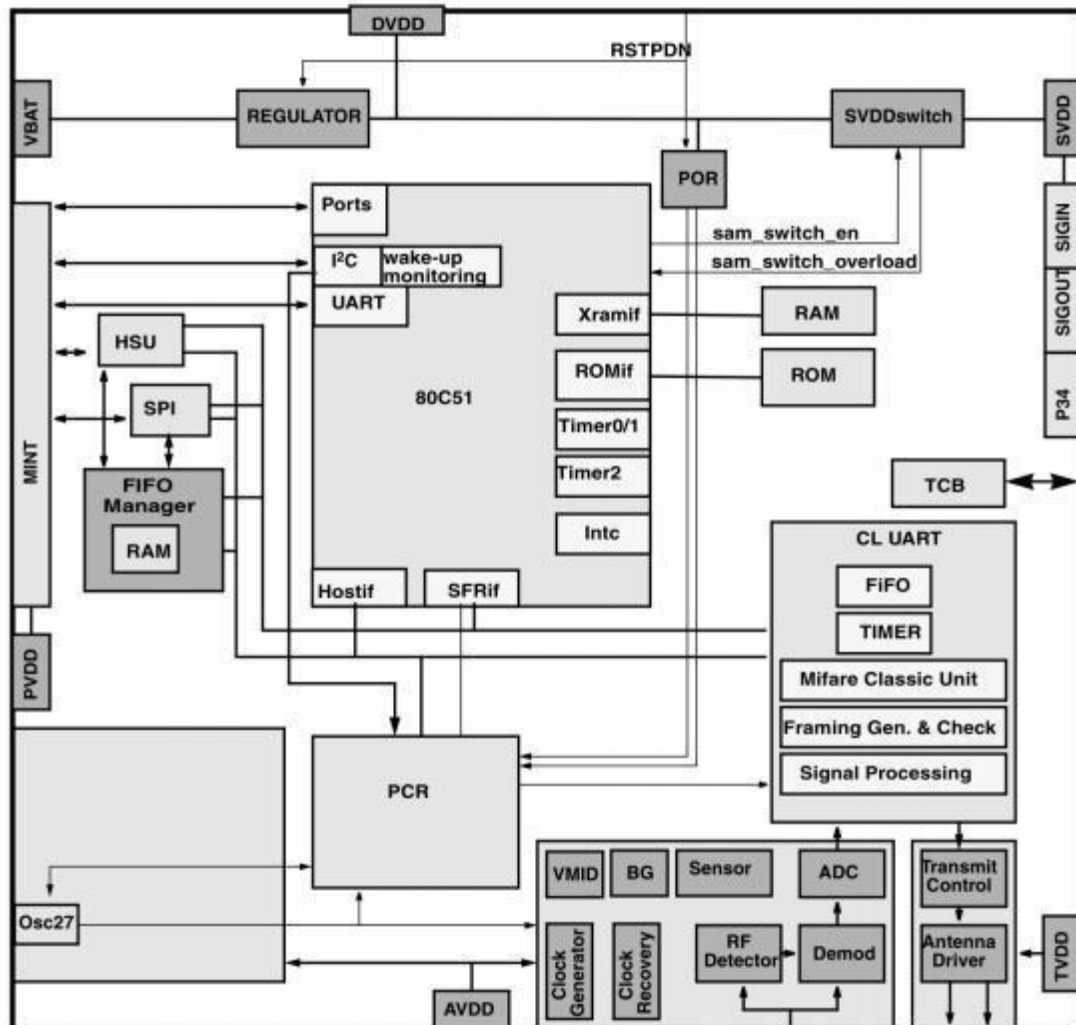 DVDD
RSTPDN
VBAT
REGULATOR
SVDDswitch
SVDD
POR
Ports
sam_switch_en
SIGIN
I²C
wake-up
monitoring
sam_switch_overload
UART
Xramif
RAM
SIGOUT
HSU
ROMif
ROM
80C51
SPI
P34
Timer0/1
MINT
FIFO
Manager
Timer2
TCB
RAM
Intc
CL UART
Hostif
SFRif
FiFO
TIMER
PVDD
Mifare Classic Unit
Framing Gen. & Check
Signal Processing
PCR
VMID
BG
Sensor
ADC
Transmit
Control
Osc27
Clock
Generator
Clock
Recovery
RF
Detector
Demod
Antenna
Driver
TVDD
AVDD